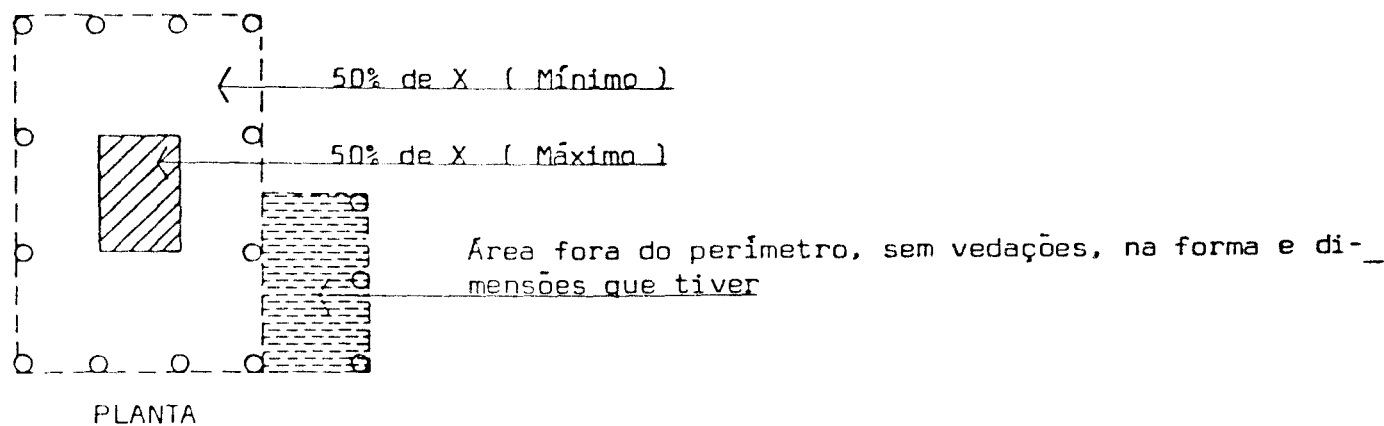 50% de X ( Mínimo )
50% de X ( Máximo )
Área fora do perímetro, sem vedações, na forma e di-
mensões que tiver
PLANTA